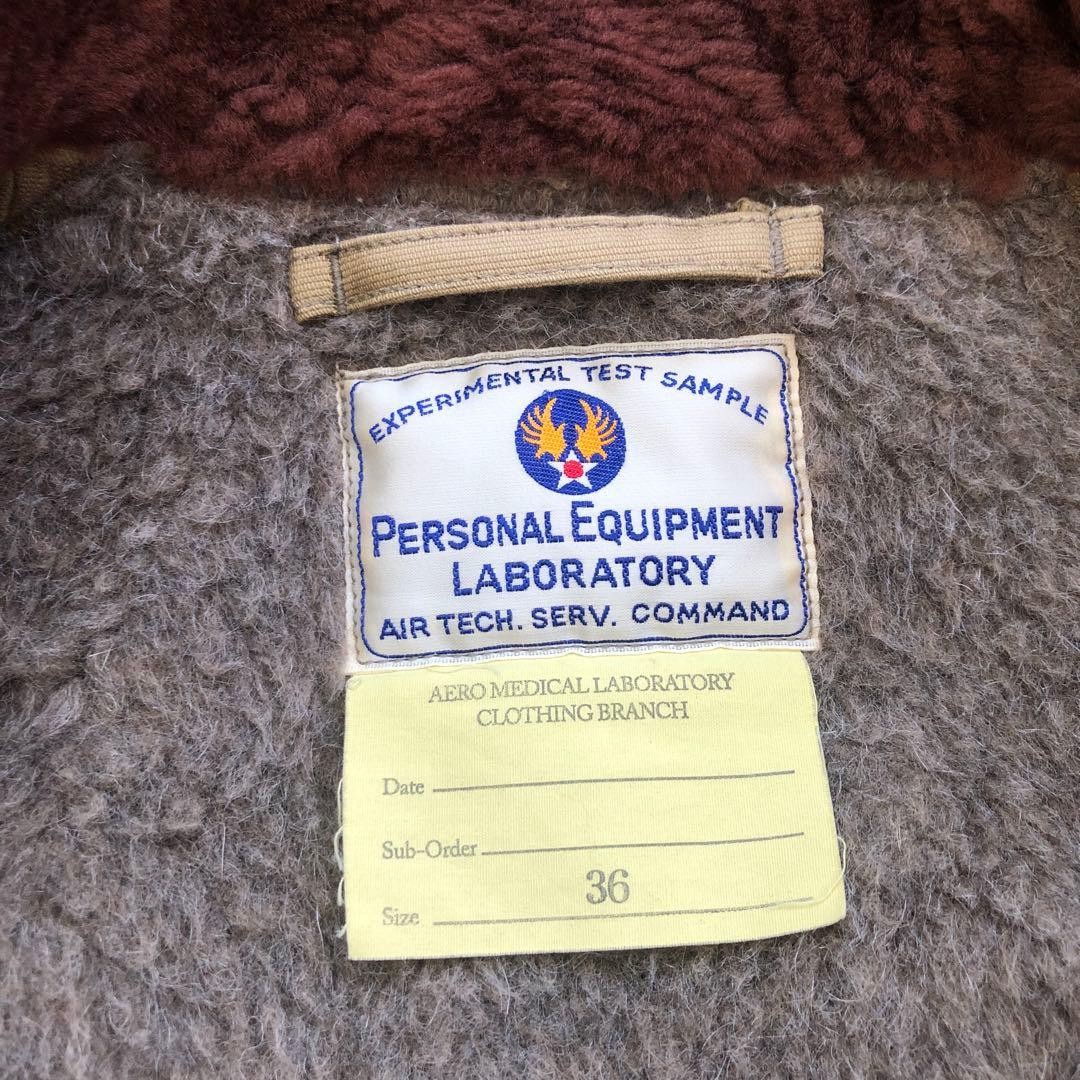 EXPERIMENTAL TEST SAMPLE
PERSONAL EQUIPMENT
LABORATORY
AIR TECH. SERV. COMMAND
AERO MEDICAL LABORATORY
CLOTHING BRANCH
Date
Sub-Order
Size 36